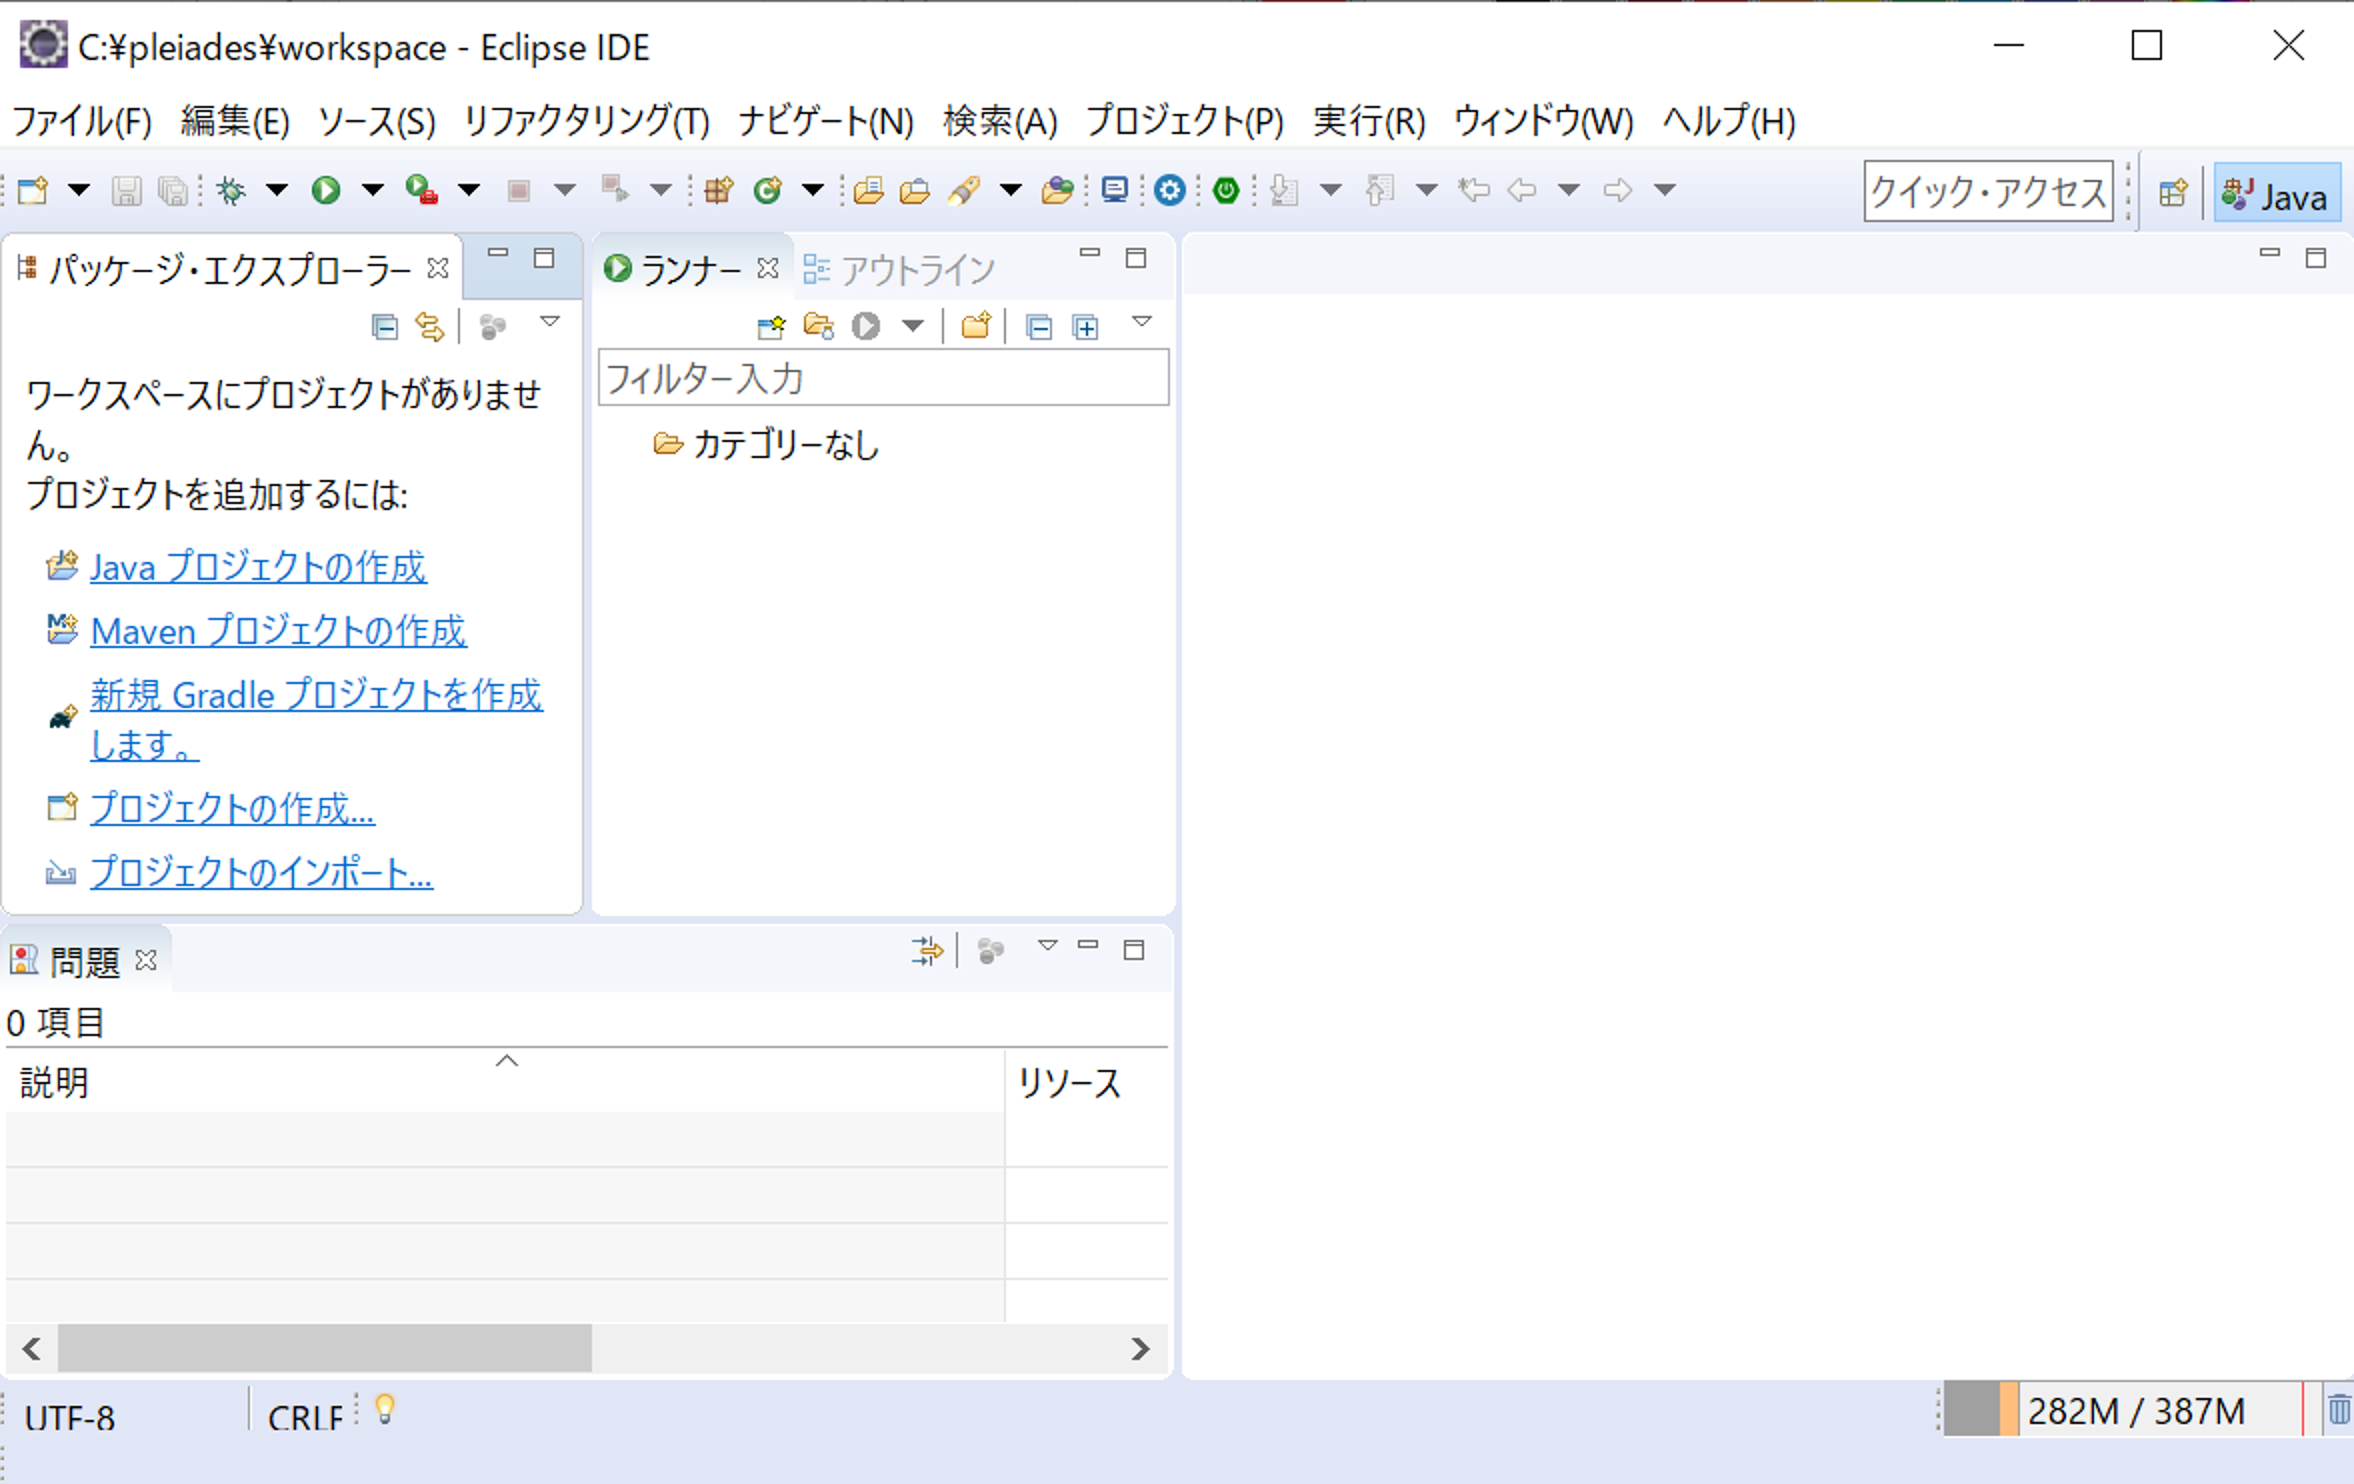 C:¥pleiades¥workspace - Eclipse IDE
ファイル(F) 編集(E) ソース(S) リファクタリング(T) ナビゲート(N) 検索(A) プロジェクト(P) 実行(R) ウィンドウ(W) ヘルプ(H)
クイック・アクセス
Java
パッケージ・エクスプローラー
ワークスペースにプロジェクトがありませ
ん。
プロジェクトを追加するには:
Java プロジェクトの作成
Maven プロジェクトの作成
新規 Gradle プロジェクトを作成
します。
プロジェクトの作成...
プロジェクトのインポート...
ランナー アウトライン
フィルター入力
カテゴリーなし
問題
0 項目
説明 リソース
UTF-8 CRLF
282M / 387M